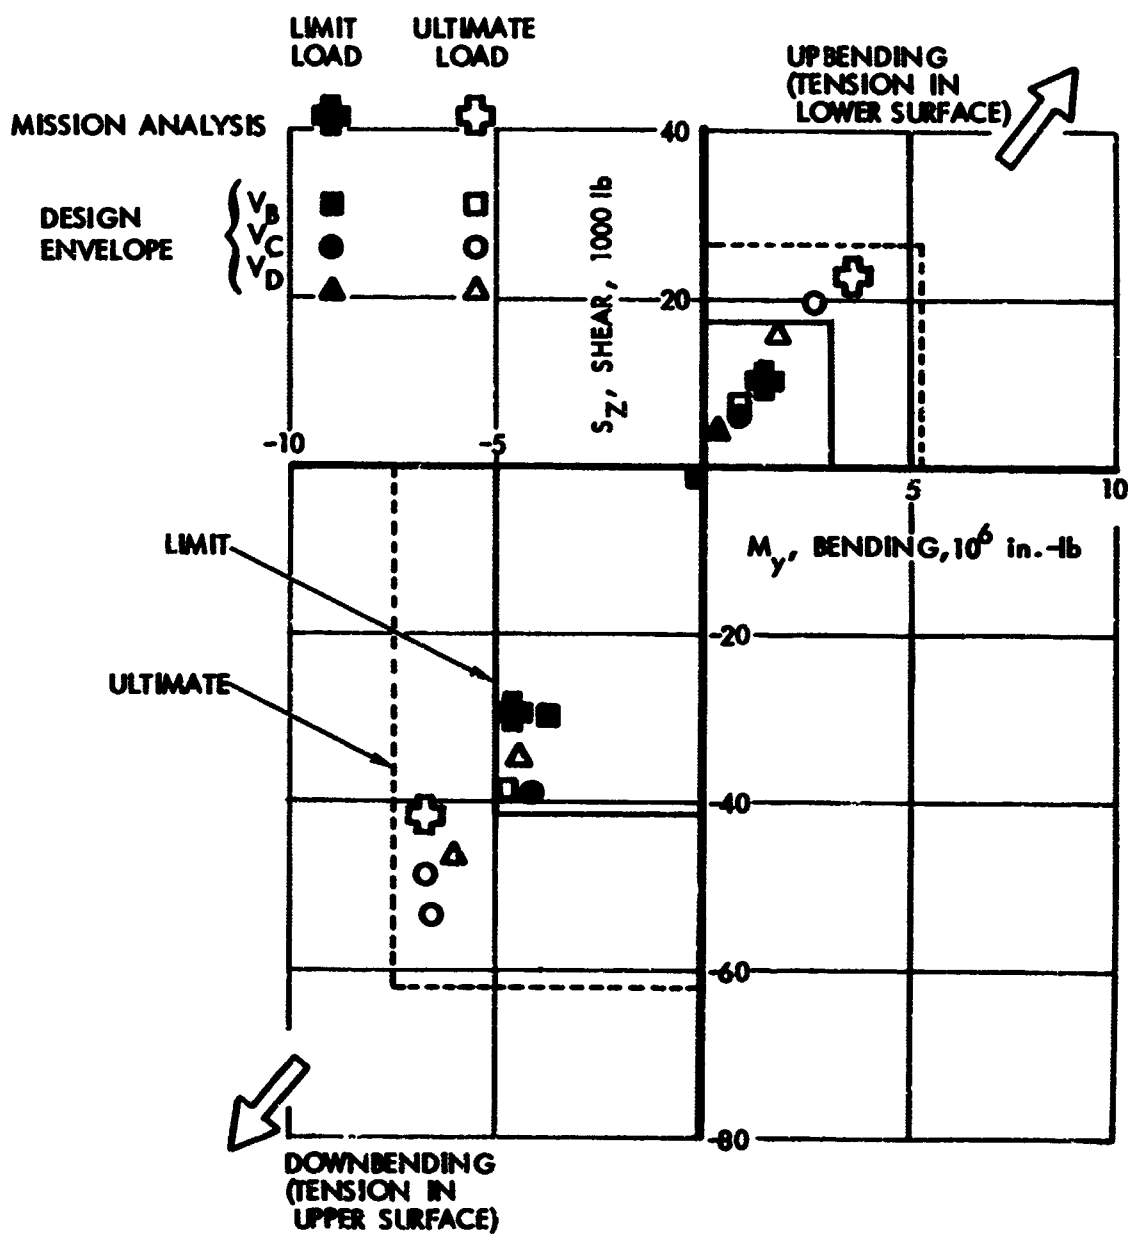 LIMIT LOAD
ULTIMATE LOAD
UPBENDING
(TENSION IN
LOWER SURFACE)
MISSION ANALYSIS
40
DESIGN
ENVELOPE
V_B
V_C
V_D
S_Z, SHEAR, 1000 lb
20
-10
-5
5
10
M_y, BENDING, 10^6 in.-lb
LIMIT
-20
ULTIMATE
-40
-60
-80
DOWNBENDING
(TENSION IN
UPPER SURFACE)